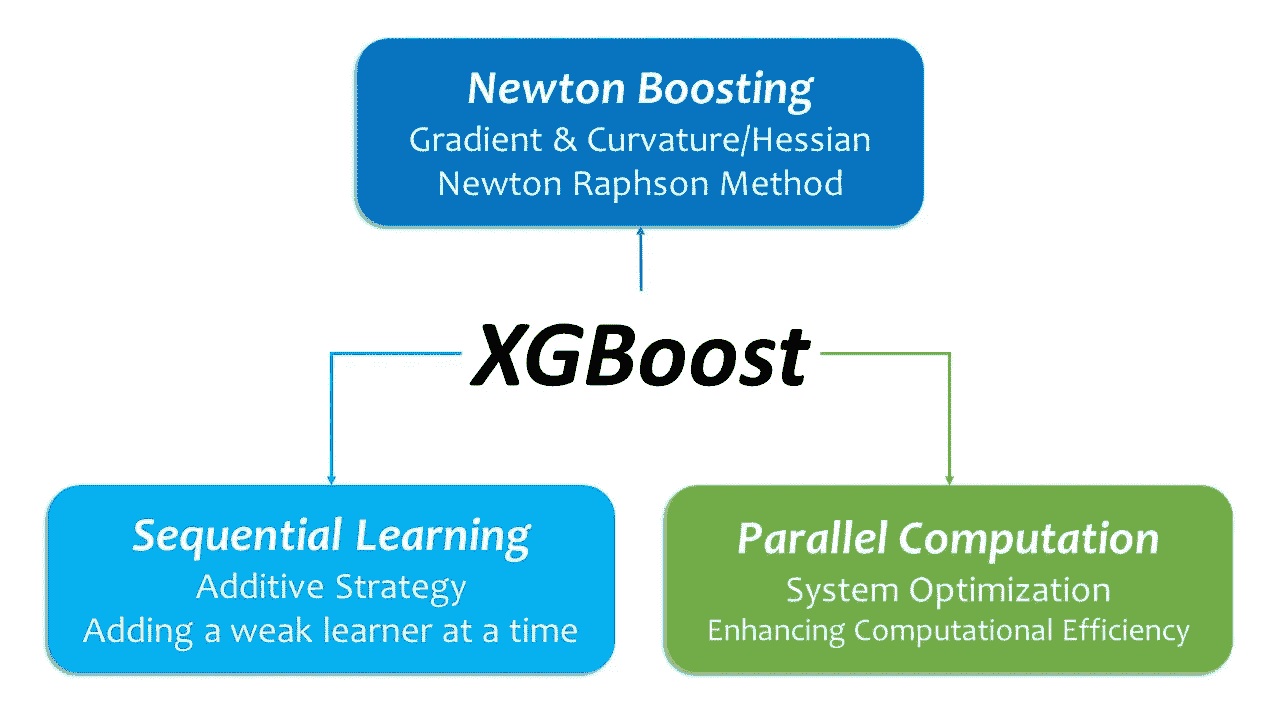 Newton Boosting
Gradient & Curvature/Hessian
Newton Raphson Method
XGBoost
Sequential Learning
Additive Strategy
Adding a weak learner at a time
Parallel Computation
System Optimization
Enhancing Computational Efficiency